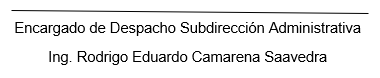 Encargado de Despacho Subdirección Administrativa
Ing. Rodrigo Eduardo Camarena Saavedra